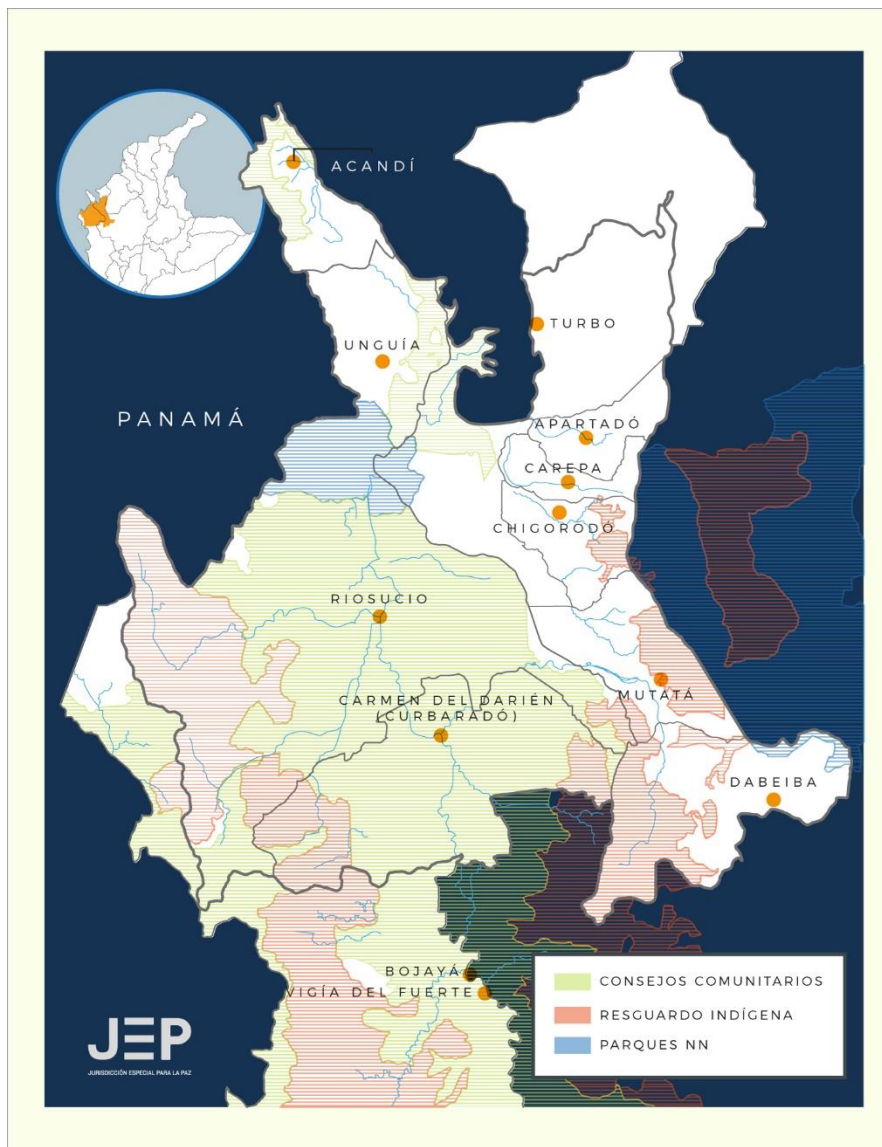 ACANDÍ
TURBO
UNGUÍA
PANAMÁ
APARTADÓ
CAREPA
CHIGORODÓ
RIOSUCIO
MUTATÁ
CARMEN DEL DARIÉN
(CURBARADÓ)
DABEIBA
BOJAYÁ
VIGÍA DEL FUERTE
CONSEJOS COMUNITARIOS
RESGUARDO INDÍGENA
PARQUES NN
JEP
JURISDICCIÓN ESPECIAL PARA LA PAZ